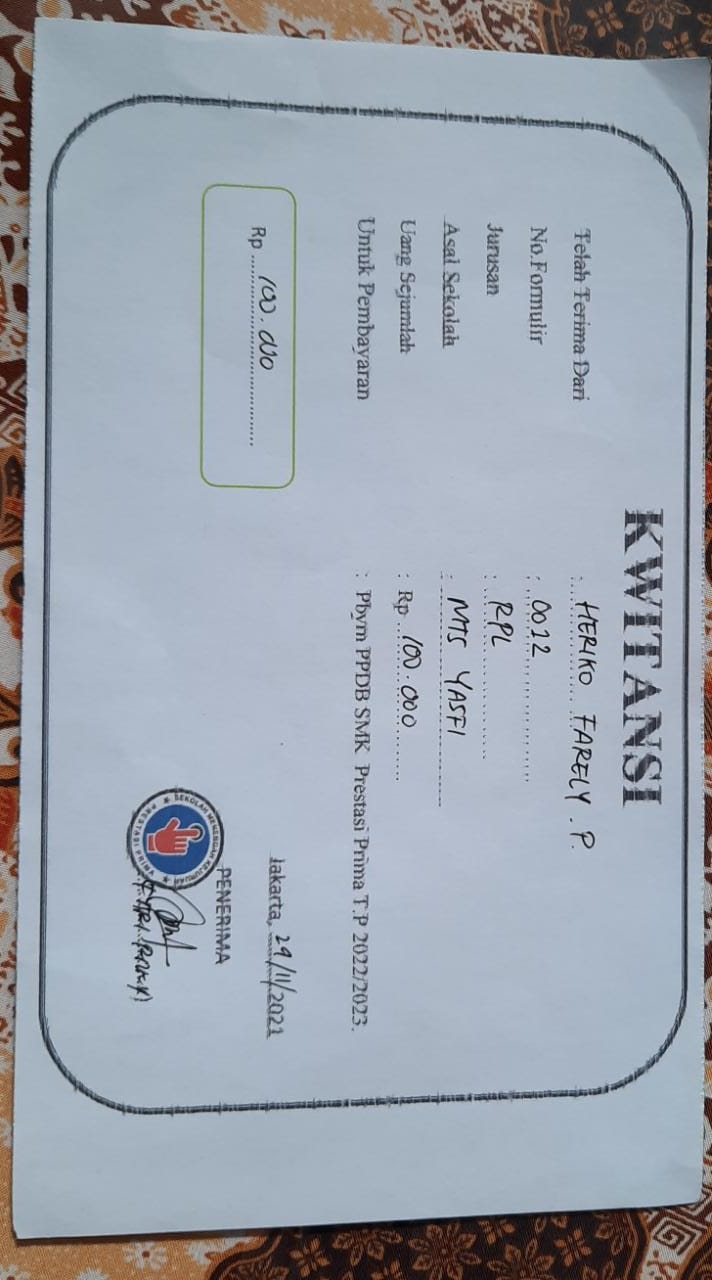 KWITANSI
Telah Terima Dari : HERIKO FARELY . P.
No.Formulir : 0022
Jurusan : RPL
Asal Sekolah : MTS YASFI
Uang Sejumlah : Rp 100.000
Untuk Pembayaran : Pbym PPDB SMK Prestasi Prima T.P 2022/2023.
Rp 100.000
Jakarta, 29/11/2021
PENERIMA
SEKOLAH MENENGAH KEJURUAN
PRESTASI PRIMA